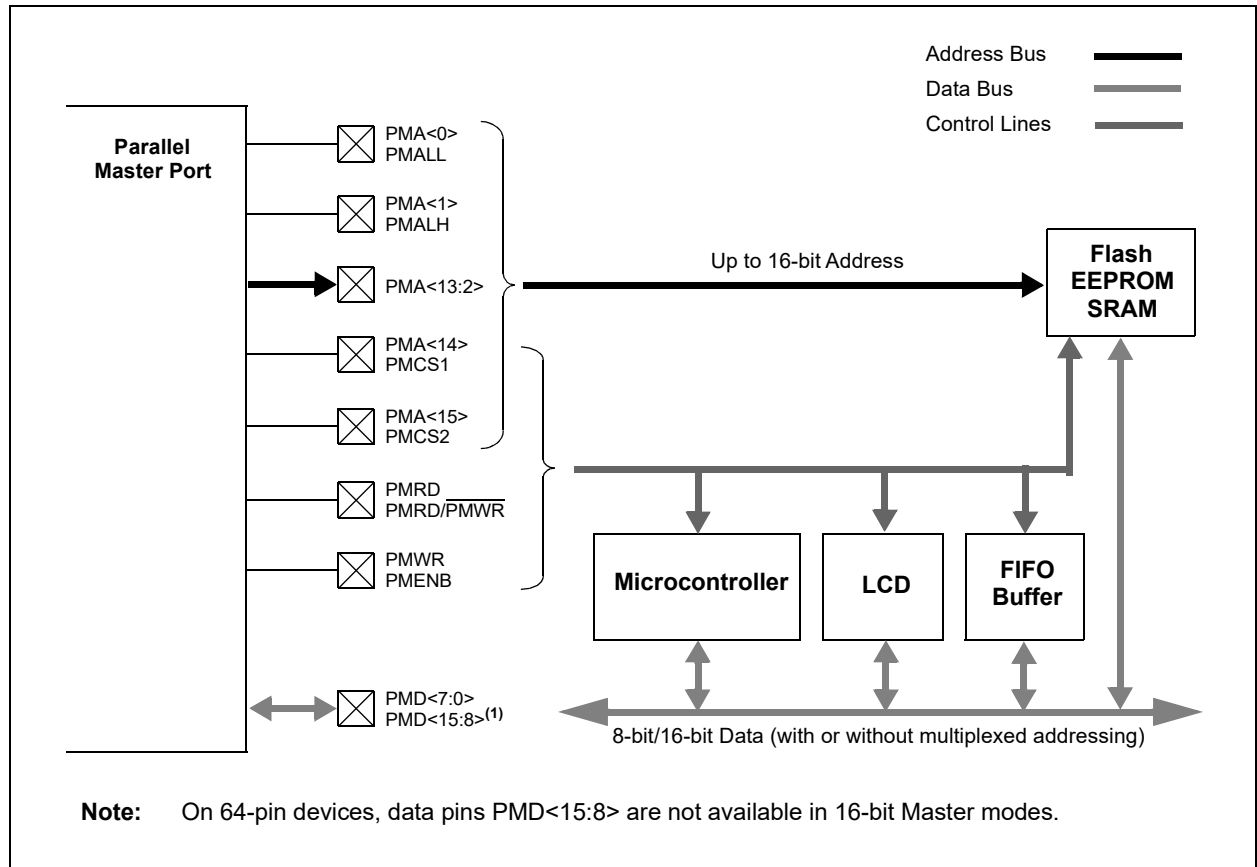 Address Bus
Data Bus
Control Lines
Parallel
Master Port
PMA<0>
PMALL
PMA<1>
PMALH
PMA<13:2>
PMA<14>
PMCS1
PMA<15>
PMCS2
PMRD
PMRD/PMWR
PMWR
PMENB
PMD<7:0>
PMD<15:8>(1)
Up to 16-bit Address
Flash
EEPROM
SRAM
Microcontroller
LCD
FIFO
Buffer
8-bit/16-bit Data (with or without multiplexed addressing)
Note: On 64-pin devices, data pins PMD<15:8> are not available in 16-bit Master modes.